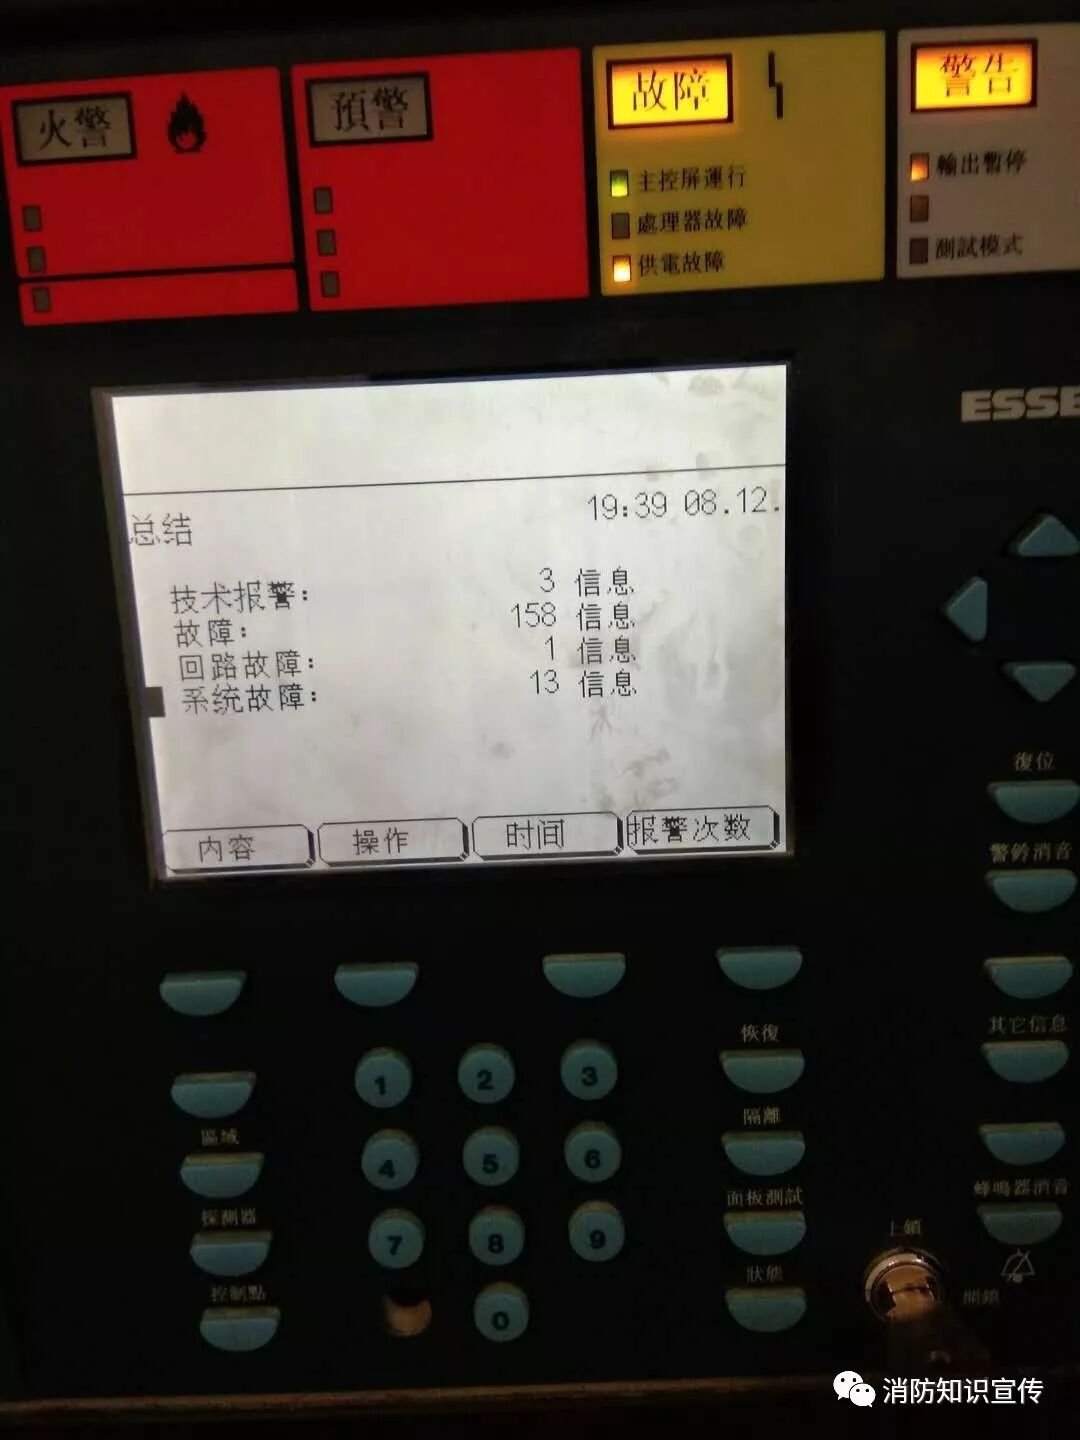 火警
預警
故障
警告
主控屏運行
處理器故障
供電故障
輸出暫停
測試模式
ESSE
19:39 08.12.
总结
技术报警: 3 信息
故障: 158 信息
回路故障: 1 信息
系统故障: 13 信息
内容 操作 时间 报警次数
復位
警鈴消音
其它信息
蜂鳴器消音
恢復
隔離
面板測試
狀態
區域
探測器
控制點
1 2 3
4 5 6
7 8 9
0
上鎖
開鎖
消防知识宣传